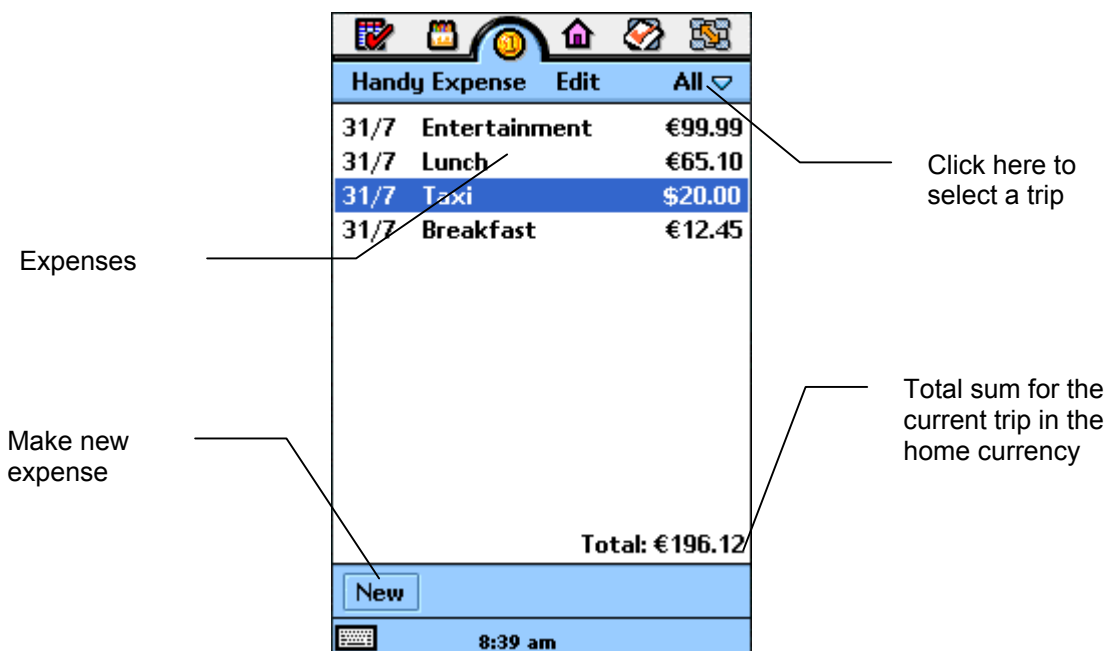 Handy Expense Edit All
31/7 Entertainment €99.99
31/7 Lunch €65.10
31/7 Taxi $20.00
31/7 Breakfast €12.45
Total: €196.12
New
8:39 am
Expenses
Make new
expense
Click here to
select a trip
Total sum for the
current trip in the
home currency